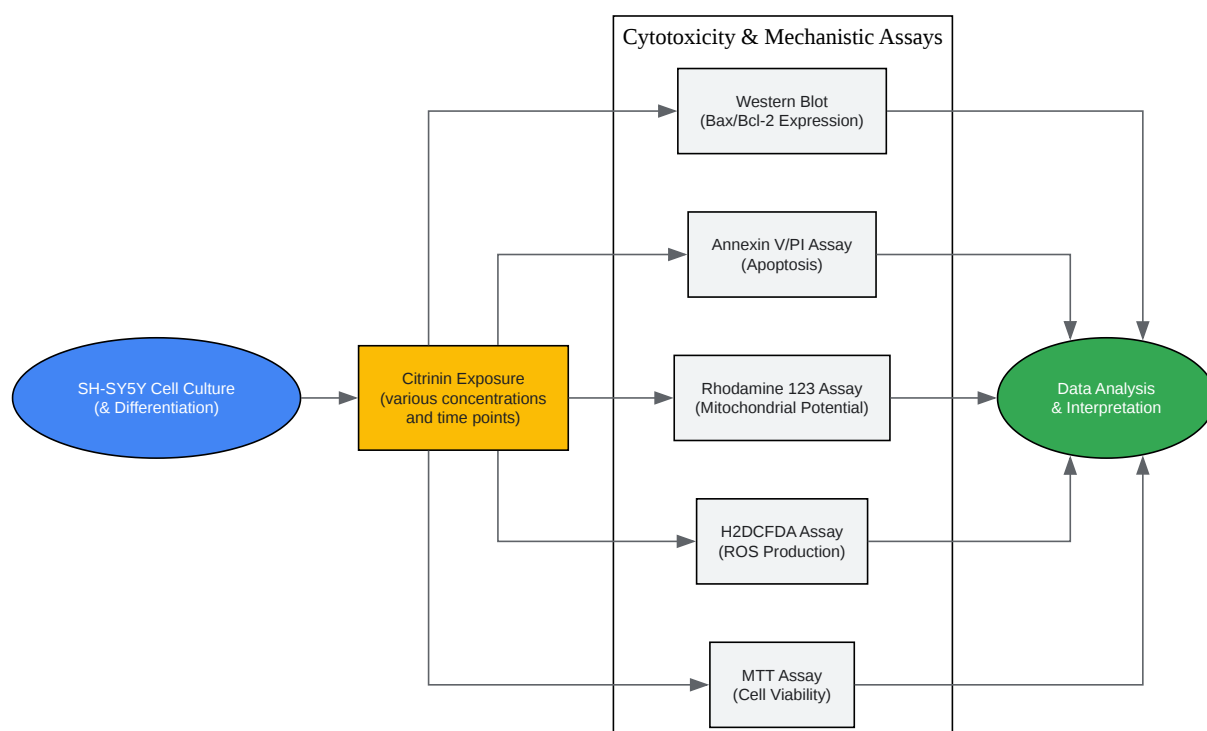 Cytotoxicity & Mechanistic Assays
Western Blot
(Bax/Bcl-2 Expression)
Annexin V/PI Assay
(Apoptosis)
SH-SY5Y Cell Culture
(& Differentiation)
Citrinin Exposure
(various concentrations
and time points)
Rhodamine 123 Assay
(Mitochondrial Potential)
Data Analysis
& Interpretation
H2DCFDA Assay
(ROS Production)
MTT Assay
(Cell Viability)